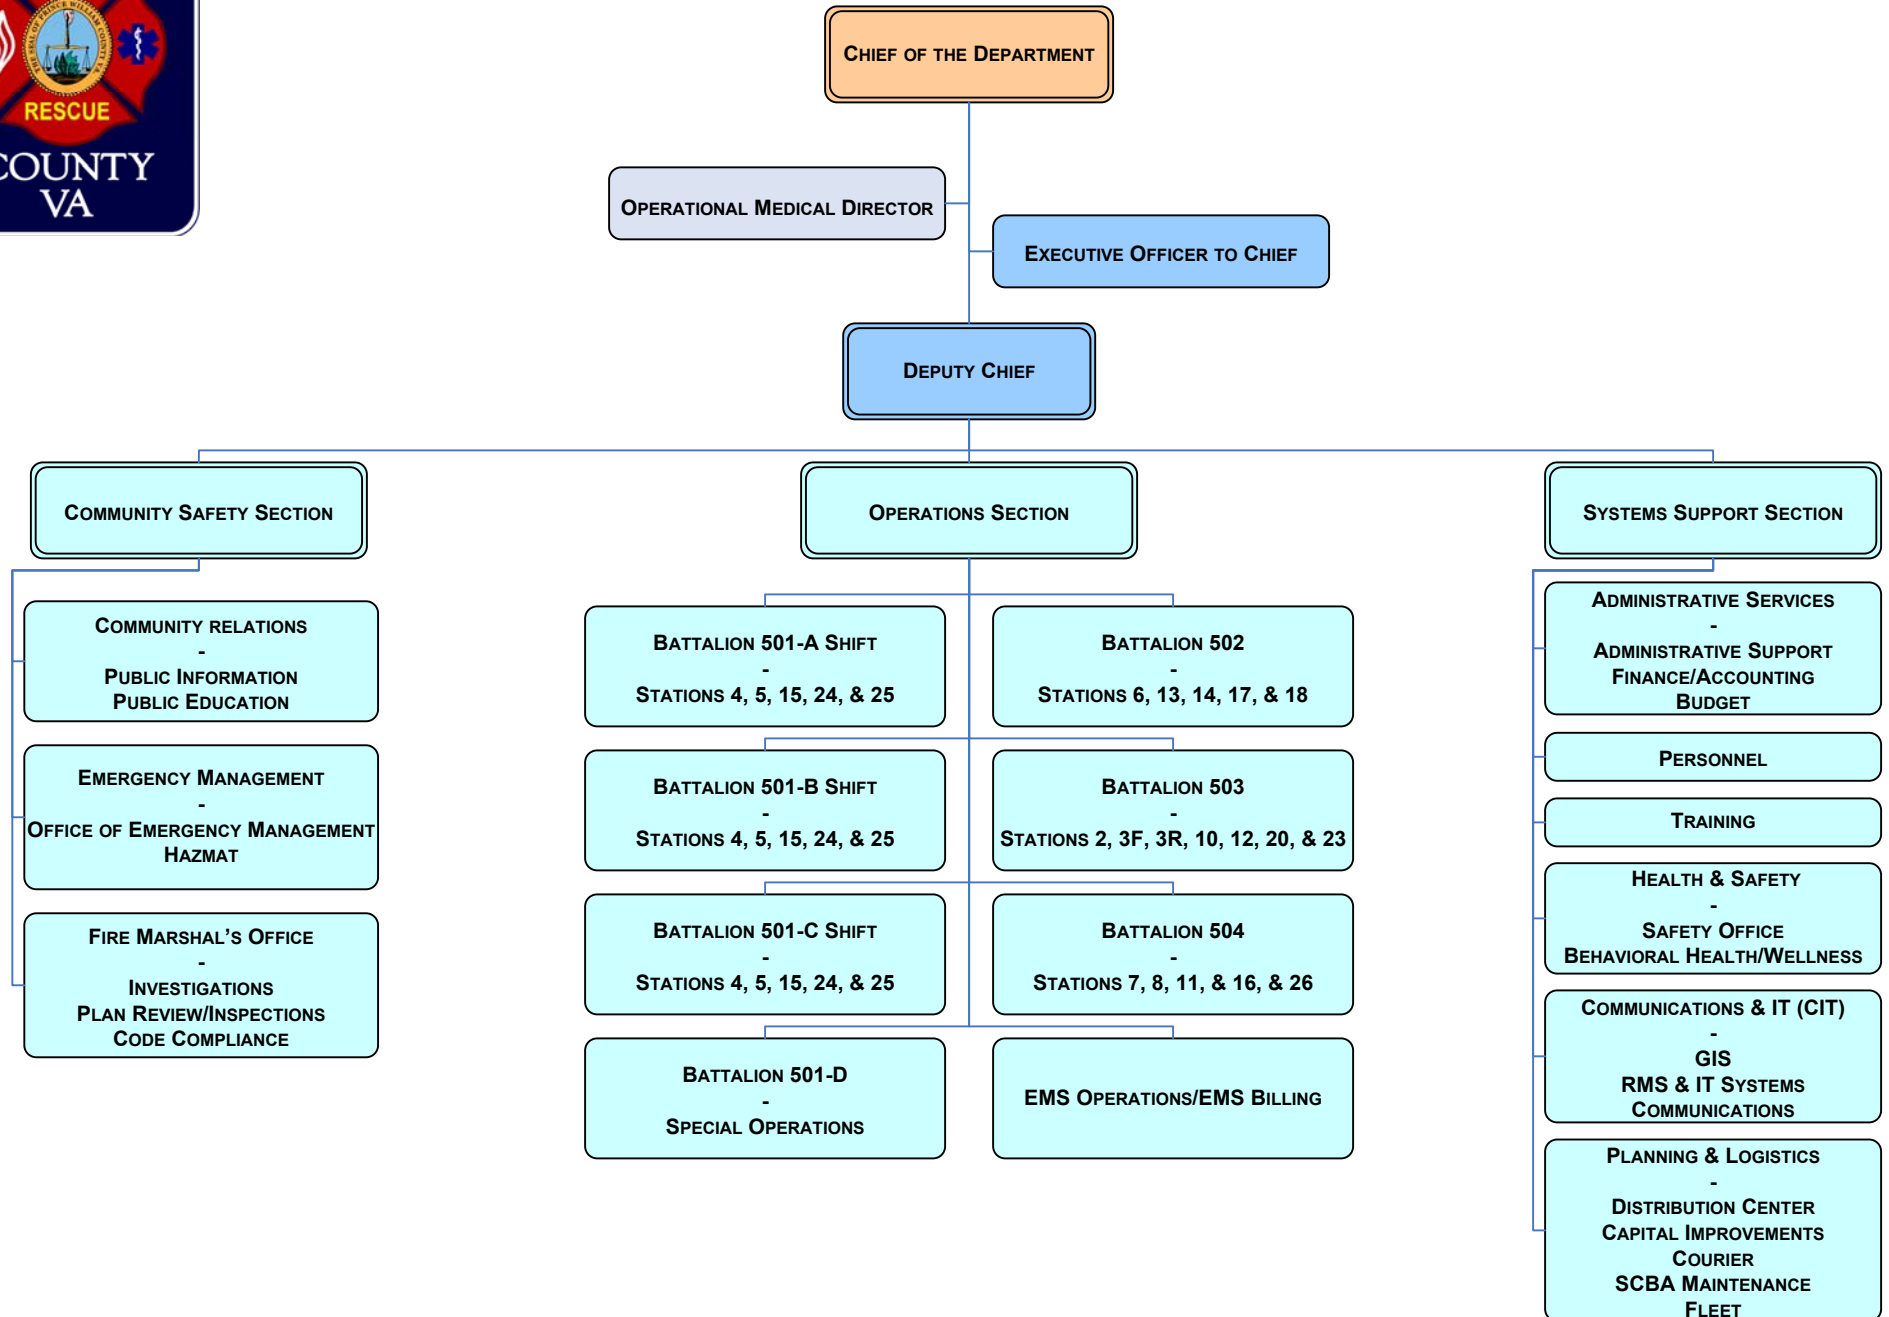 THE SEAL OF PRINCE WILLIAM COUNTY VA
RESCUE
COUNTY
VA
CHIEF OF THE DEPARTMENT
OPERATIONAL MEDICAL DIRECTOR
EXECUTIVE OFFICER TO CHIEF
DEPUTY CHIEF
COMMUNITY SAFETY SECTION
COMMUNITY RELATIONS
-
PUBLIC INFORMATION
PUBLIC EDUCATION
EMERGENCY MANAGEMENT
-
OFFICE OF EMERGENCY MANAGEMENT
HAZMAT
FIRE MARSHAL'S OFFICE
-
INVESTIGATIONS
PLAN REVIEW/INSPECTIONS
CODE COMPLIANCE
OPERATIONS SECTION
BATTALION 501-A SHIFT
-
STATIONS 4, 5, 15, 24, & 25
BATTALION 502
-
STATIONS 6, 13, 14, 17, & 18
BATTALION 501-B SHIFT
-
STATIONS 4, 5, 15, 24, & 25
BATTALION 503
-
STATIONS 2, 3F, 3R, 10, 12, 20, & 23
BATTALION 501-C SHIFT
-
STATIONS 4, 5, 15, 24, & 25
BATTALION 504
-
STATIONS 7, 8, 11, & 16, & 26
BATTALION 501-D
-
SPECIAL OPERATIONS
EMS OPERATIONS/EMS BILLING
SYSTEMS SUPPORT SECTION
ADMINISTRATIVE SERVICES
-
ADMINISTRATIVE SUPPORT
FINANCE/ACCOUNTING
BUDGET
PERSONNEL
TRAINING
HEALTH & SAFETY
-
SAFETY OFFICE
BEHAVIORAL HEALTH/WELLNESS
COMMUNICATIONS & IT (CIT)
-
GIS
RMS & IT SYSTEMS
COMMUNICATIONS
PLANNING & LOGISTICS
-
DISTRIBUTION CENTER
CAPITAL IMPROVEMENTS
COURIER
SCBA MAINTENANCE
FLEET